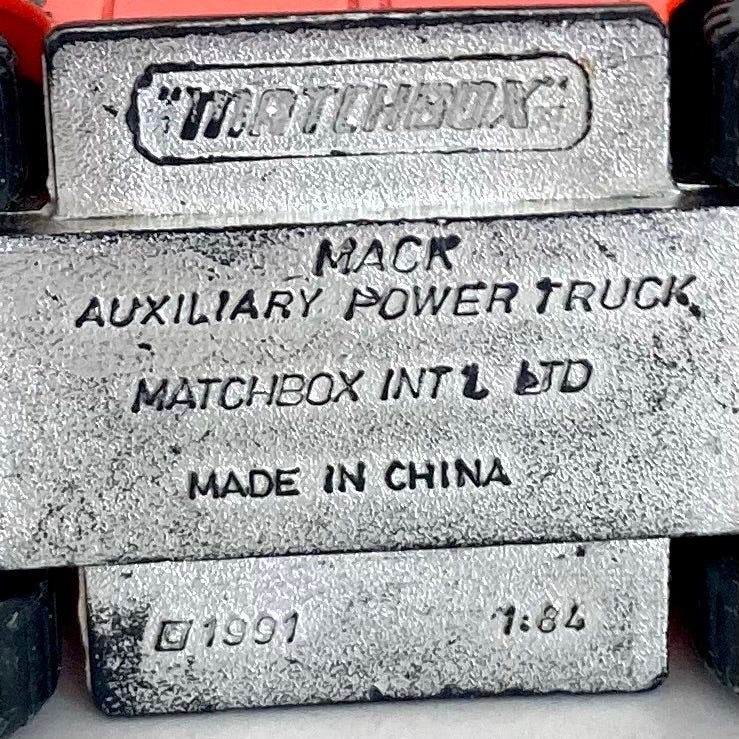 "MATCHBOX"
MACK
AUXILIARY POWER TRUCK
MATCHBOX INT'L LTD
MADE IN CHINA
© 1991 1:84